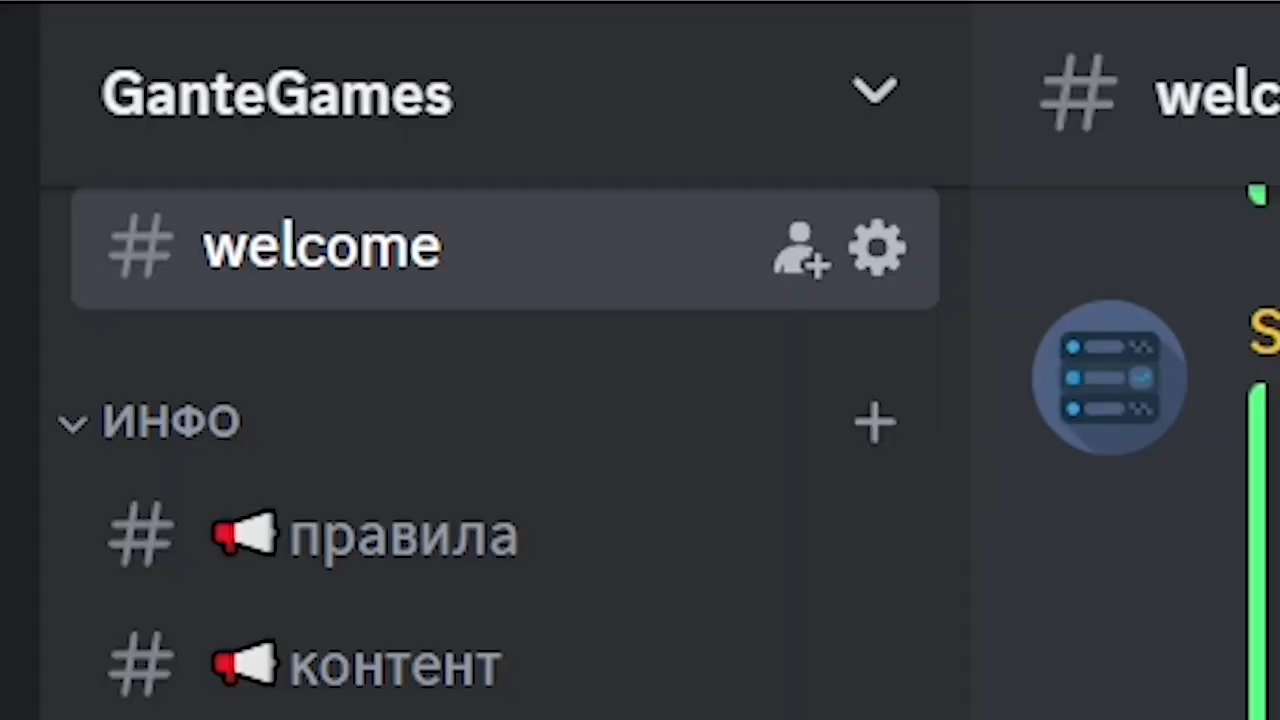 GanteGames
# welc
# welcome
ИНФО
# 📢правила
# 📢контент